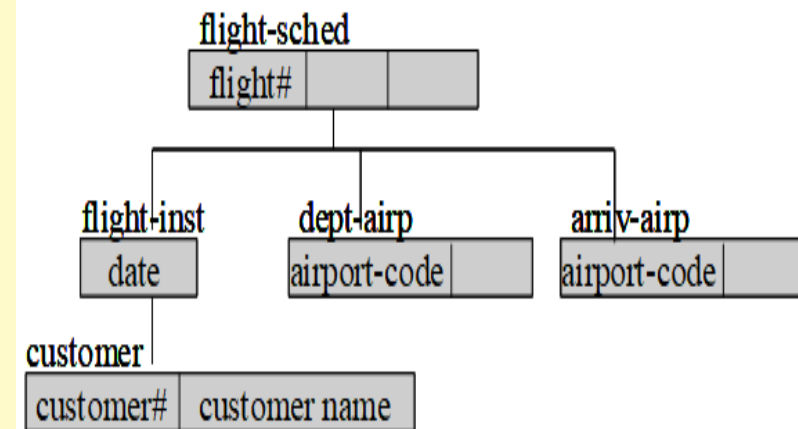 flight-sched
flight#
flight-inst dept-airp arriv-airp
date airport-code airport-code
customer
customer# customer name